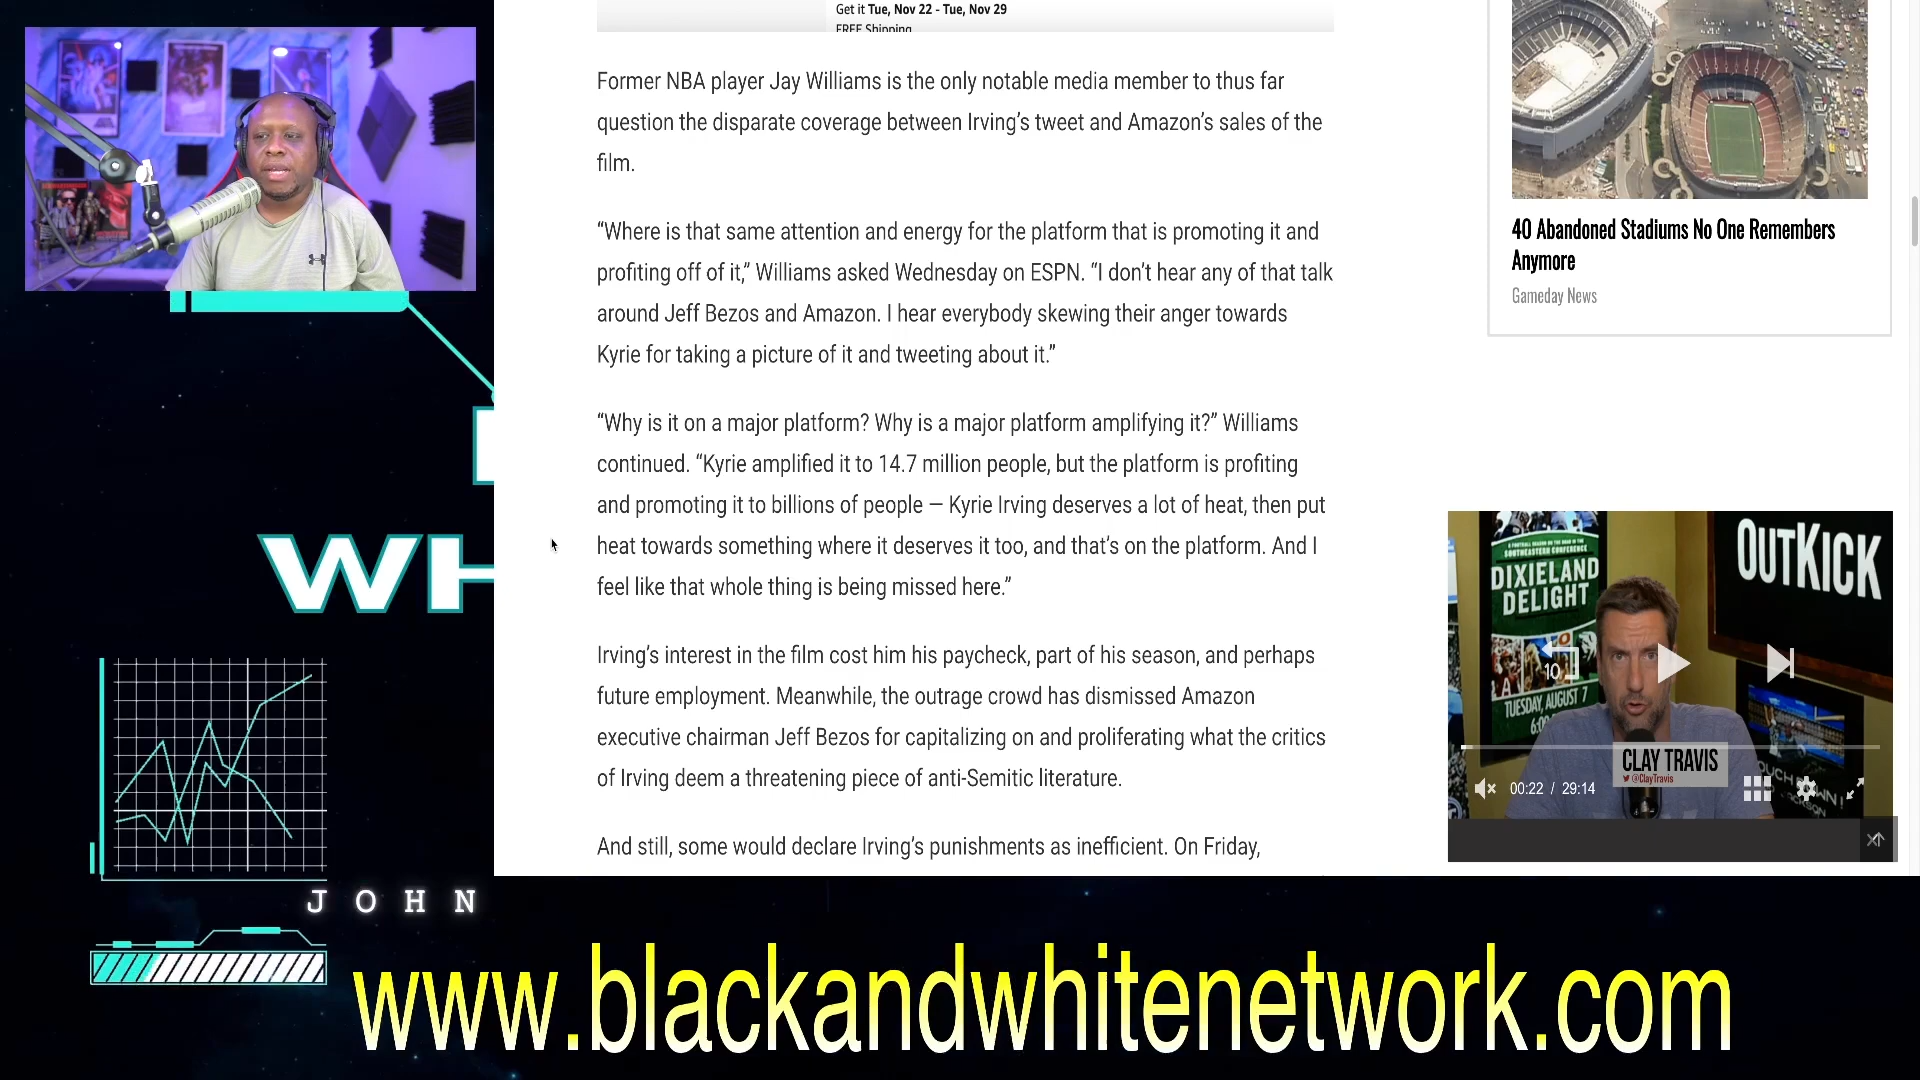 Get it Tue, Nov 22 - Tue, Nov 29
FREE Shipping
Former NBA player Jay Williams is the only notable media member to thus far
question the disparate coverage between Irving’s tweet and Amazon’s sales of the
film.
“Where is that same attention and energy for the platform that is promoting it and
profiting off of it,” Williams asked Wednesday on ESPN. “I don’t hear any of that talk
around Jeff Bezos and Amazon. I hear everybody skewing their anger towards
Kyrie for taking a picture of it and tweeting about it.”
“Why is it on a major platform? Why is a major platform amplifying it?” Williams
continued. “Kyrie amplified it to 14.7 million people, but the platform is profiting
and promoting it to billions of people — Kyrie Irving deserves a lot of heat, then put
heat towards something where it deserves it too, and that’s on the platform. And I
feel like that whole thing is being missed here.”
Irving’s interest in the film cost him his paycheck, part of his season, and perhaps
future employment. Meanwhile, the outrage crowd has dismissed Amazon
executive chairman Jeff Bezos for capitalizing on and proliferating what the critics
of Irving deem a threatening piece of anti-Semitic literature.
And still, some would declare Irving’s punishments as inefficient. On Friday,
40 Abandoned Stadiums No One Remembers
Anymore
Gameday News
OUTKICK
SOUTHEASTERN CONFERENCE
DIXIELAND
DELIGHT
TUESDAY, AUGUST 7
10
CLAY TRAVIS
@ClayTravis
00:22 / 29:14
WH
JOHN
www.blackandwhitenetwork.com